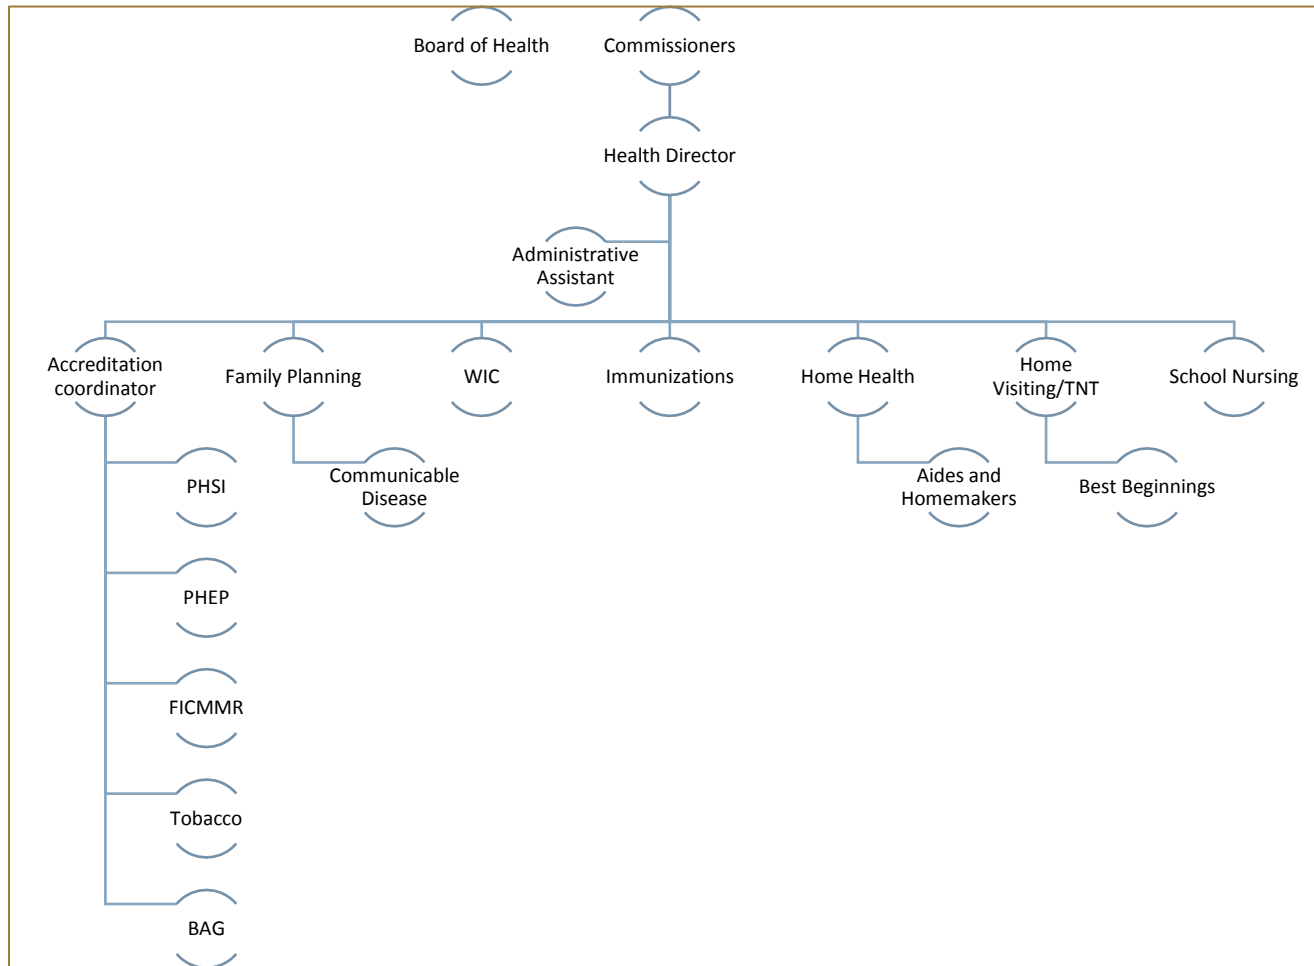 Board of Health
Commissioners
Health Director
Administrative
Assistant
Accreditation
coordinator
Family Planning
WIC
Immunizations
Home Health
Home
Visiting/TNT
School Nursing
PHSI
Communicable
Disease
Aides and
Homemakers
Best Beginnings
PHEP
FICMMR
Tobacco
BAG